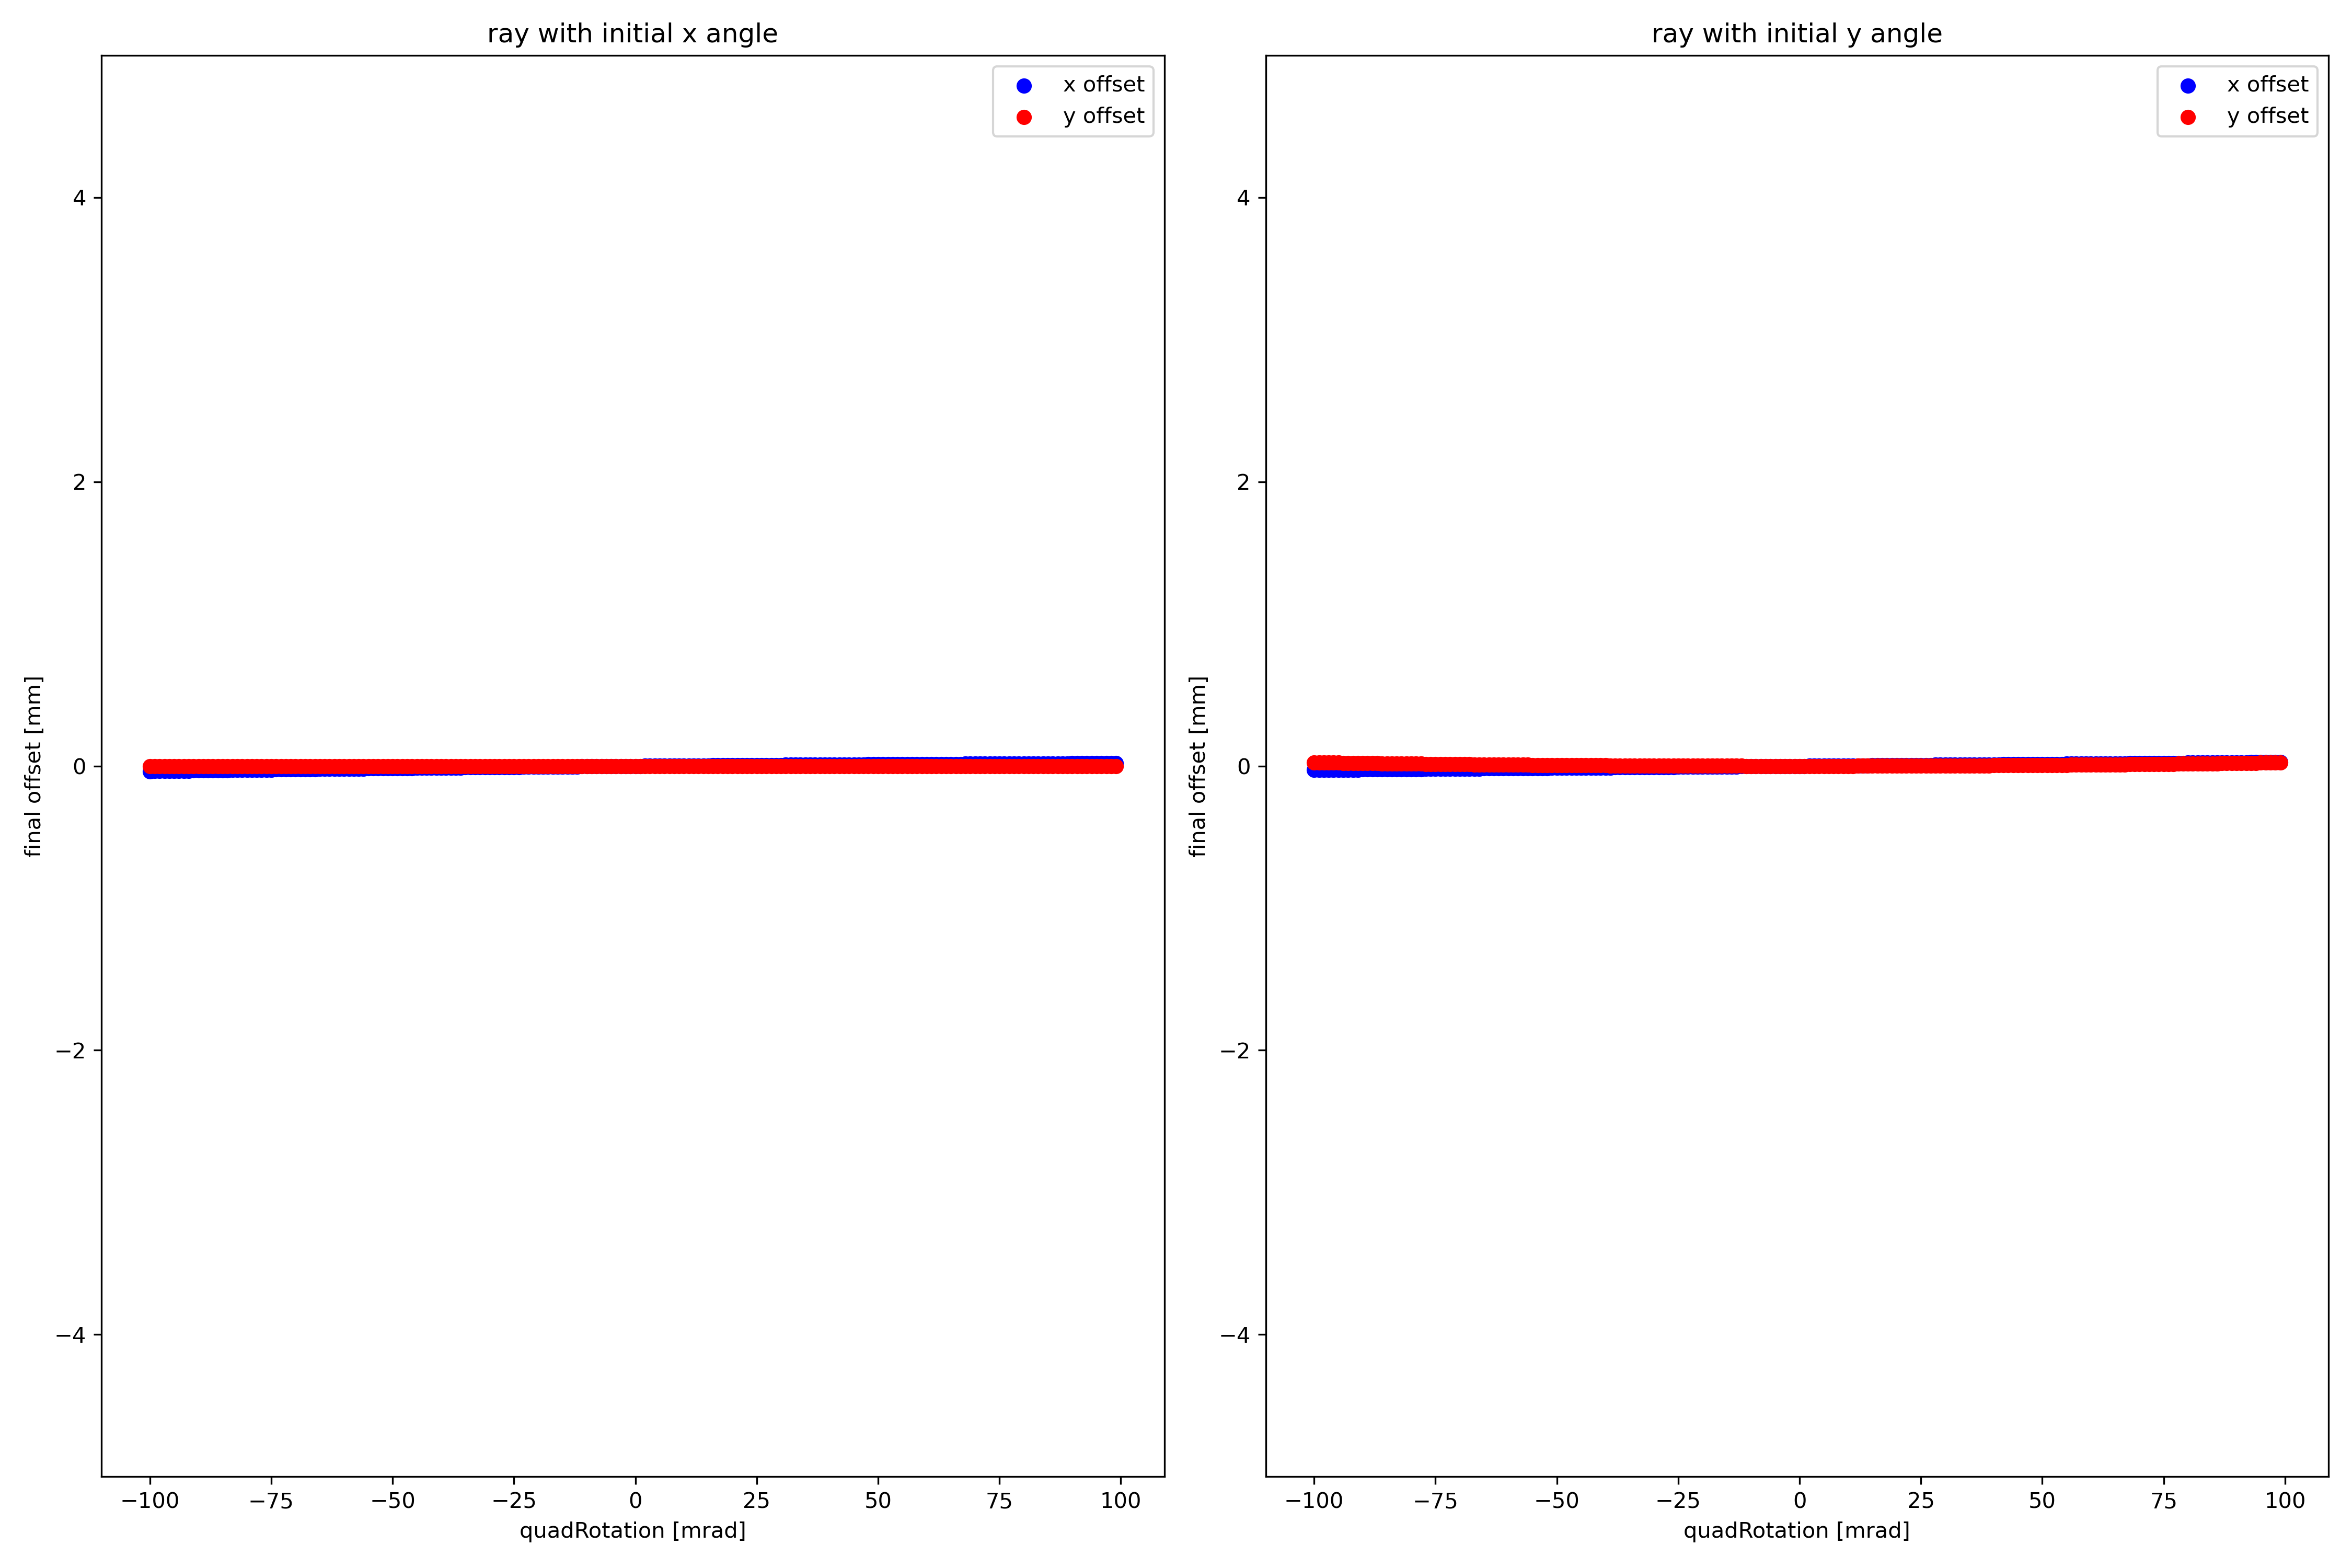 ray with initial x angle
x offset
y offset
4
2
0
−2
−4
final offset [mm]
−100
−75
−50
−25
0
25
50
75
100
quadRotation [mrad]
ray with initial y angle
x offset
y offset
4
2
0
−2
−4
final offset [mm]
−100
−75
−50
−25
0
25
50
75
100
quadRotation [mrad]